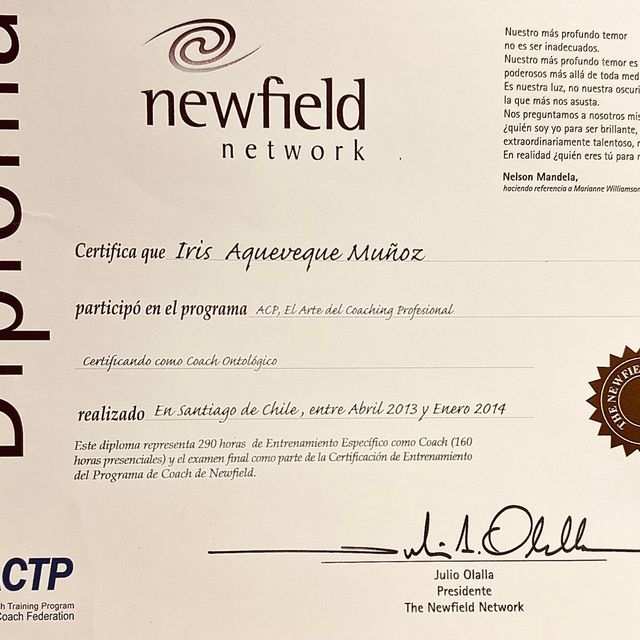 Diploma
newfield
network
Nuestro más profundo temor
no es ser inadecuados.
Nuestro más profundo temor es
poderosos más allá de toda med
Es nuestra luz, no nuestra oscuri
la que más nos asusta.
Nos preguntamos a nosotros mis
¿quién soy yo para ser brillante,
extraordinariamente talentoso,
En realidad ¿quién eres tú para
Nelson Mandela,
haciendo referencia a Marianne Williamson
Certifica que Iris Aqueveque Muñoz
participó en el programa ACP, El Arte del Coaching Profesional
Certificando como Coach Ontológico
realizado En Santiago de Chile, entre Abril 2013 y Enero 2014
Este diploma representa 290 horas de Entrenamiento Específico como Coach (160
horas presenciales) y el examen final como parte de la Certificación de Entrenamiento
del Programa de Coach de Newfield.
THE NEWFIE
Julio Olalla
Julio Olalla
Presidente
The Newfield Network
ACTP
h Training Program
Coach Federation